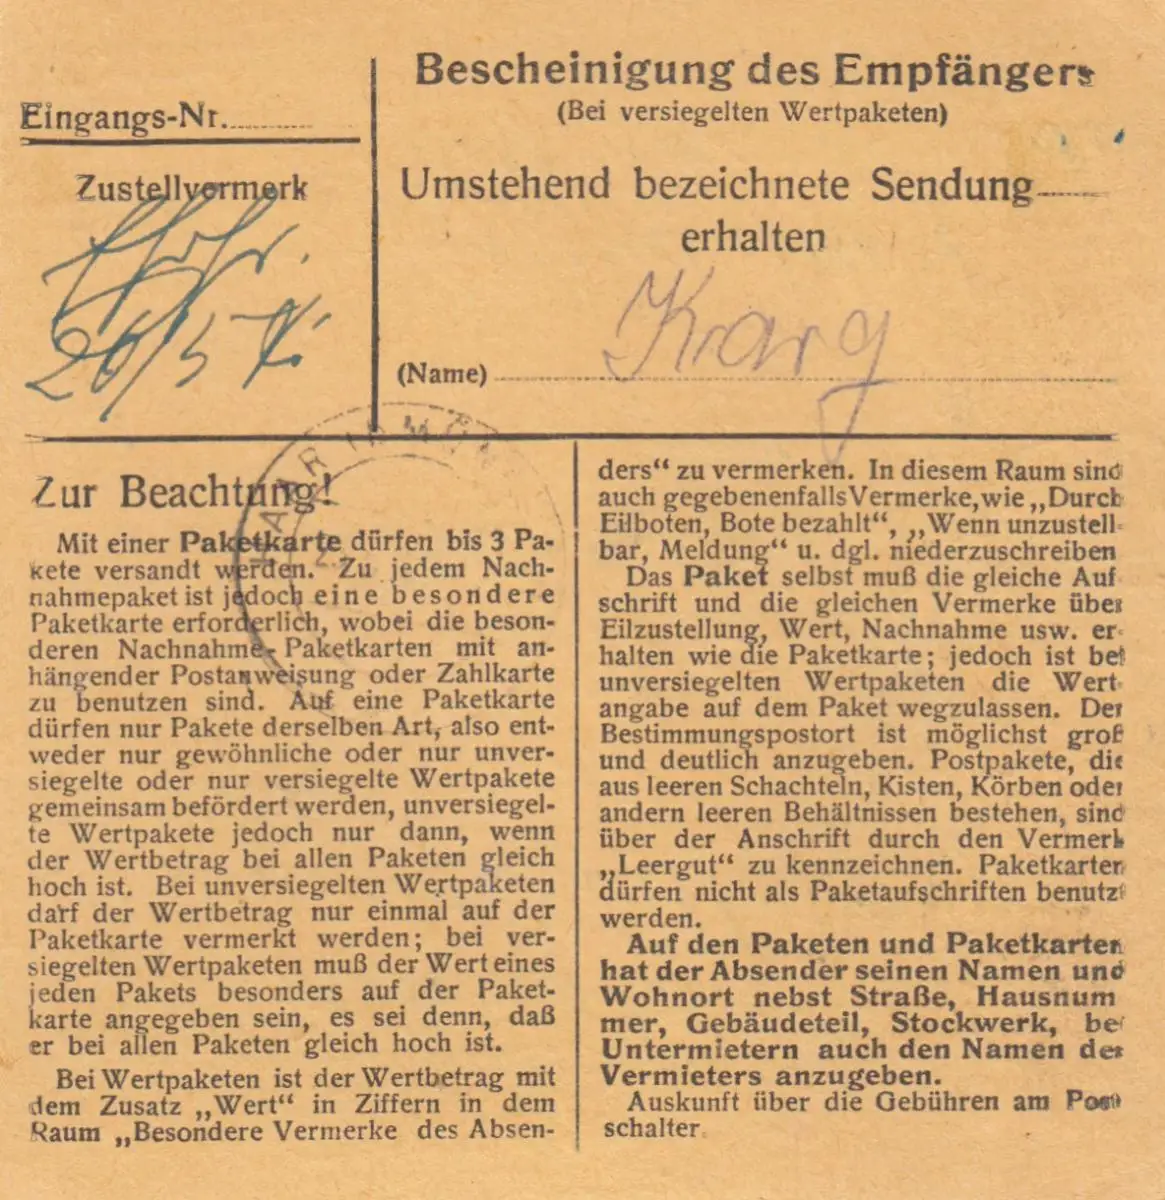 Eingangs-Nr.
Zustellvermerk
26/5
Bescheinigung des Empfängers
(Bei versiegelten Wertpaketen)
Umstehend bezeichnete Sendung
erhalten
Karg
(Name)
HAAR (b. MÜN
Zur Beachtung!
Mit einer Paketkarte dürfen bis 3 Pa-
kete versandt werden. Zu jedem Nach-
nahmepaket ist jedoch eine besondere
Paketkarte erforderlich, wobei die beson-
deren Nachnahme-Paketkarten mit an-
hängender Postanweisung oder Zahlkarte
zu benutzen sind. Auf eine Paketkarte
dürfen nur Pakete derselben Art, also ent-
weder nur gewöhnliche oder nur unver-
siegelte oder nur versiegelte Wertpakete
gemeinsam befördert werden, unversiegel-
te Wertpakete jedoch nur dann, wenn
der Wertbetrag bei allen Paketen gleich
hoch ist. Bei unversiegelten Wertpaketen
darf der Wertbetrag nur einmal auf der
Paketkarte vermerkt werden; bei ver-
siegelten Wertpaketen muß der Wert eines
jeden Pakets besonders auf der Paket-
karte angegeben sein, es sei denn, daß
er bei allen Paketen gleich hoch ist.
Bei Wertpaketen ist der Wertbetrag mit
dem Zusatz „Wert“ in Ziffern in dem
Raum „Besondere Vermerke des Absen-
ders“ zu vermerken. In diesem Raum sind
auch gegebenenfalls Vermerke, wie „Durch
Eilboten, Bote bezahlt“, „Wenn unzustell-
bar, Meldung“ u. dgl. niederzuschreiben
Das Paket selbst muß die gleiche Auf
schrift und die gleichen Vermerke über
Eilzustellung, Wert, Nachnahme usw. er-
halten wie die Paketkarte; jedoch ist bei
unversiegelten Wertpaketen die Wert-
angabe auf dem Paket wegzulassen. Der
Bestimmungspostort ist möglichst groß
und deutlich anzugeben. Postpakete, die
aus leeren Schachteln, Kisten, Körben oder
andern leeren Behältnissen bestehen, sind
über der Anschrift durch den Vermerk
„Leergut“ zu kennzeichnen. Paketkarten
dürfen nicht als Paketaufschriften benutzt
werden.
Auf den Paketen und Paketkarten
hat der Absender seinen Namen und
Wohnort nebst Straße, Hausnum
mer, Gebäudeteil, Stockwerk, bei
Untermietern auch den Namen des
Vermieters anzugeben.
Auskunft über die Gebühren am Post
schalter.